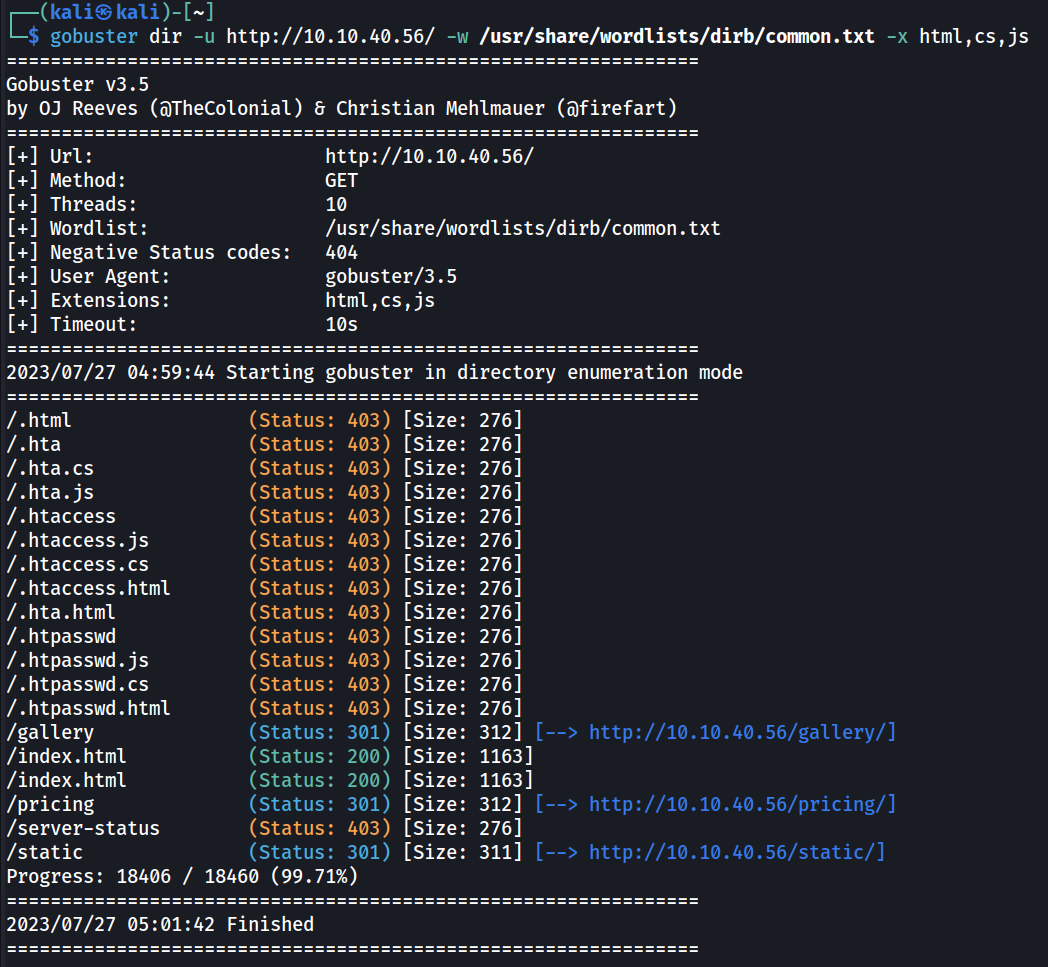 ┌──(kali㉿kali)-[~]
└─$ gobuster dir -u http://10.10.40.56/ -w /usr/share/wordlists/dirb/common.txt -x html,cs,js
===============================================================
Gobuster v3.5
by OJ Reeves (@TheColonial) & Christian Mehlmauer (@firefart)
===============================================================
[+] Url:                     http://10.10.40.56/
[+] Method:                  GET
[+] Threads:                 10
[+] Wordlist:                /usr/share/wordlists/dirb/common.txt
[+] Negative Status codes:   404
[+] User Agent:              gobuster/3.5
[+] Extensions:              html,cs,js
[+] Timeout:                 10s
===============================================================
2023/07/27 04:59:44 Starting gobuster in directory enumeration mode
===============================================================
/.html                (Status: 403) [Size: 276]
/.hta                 (Status: 403) [Size: 276]
/.hta.cs              (Status: 403) [Size: 276]
/.hta.js              (Status: 403) [Size: 276]
/.htaccess            (Status: 403) [Size: 276]
/.htaccess.js         (Status: 403) [Size: 276]
/.htaccess.cs         (Status: 403) [Size: 276]
/.htaccess.html       (Status: 403) [Size: 276]
/.hta.html            (Status: 403) [Size: 276]
/.htpasswd            (Status: 403) [Size: 276]
/.htpasswd.js         (Status: 403) [Size: 276]
/.htpasswd.cs         (Status: 403) [Size: 276]
/.htpasswd.html       (Status: 403) [Size: 276]
/gallery              (Status: 301) [Size: 312] [--> http://10.10.40.56/gallery/]
/index.html           (Status: 200) [Size: 1163]
/index.html           (Status: 200) [Size: 1163]
/pricing              (Status: 301) [Size: 312] [--> http://10.10.40.56/pricing/]
/server-status        (Status: 403) [Size: 276]
/static               (Status: 301) [Size: 311] [--> http://10.10.40.56/static/]
Progress: 18406 / 18460 (99.71%)
===============================================================
2023/07/27 05:01:42 Finished
===============================================================